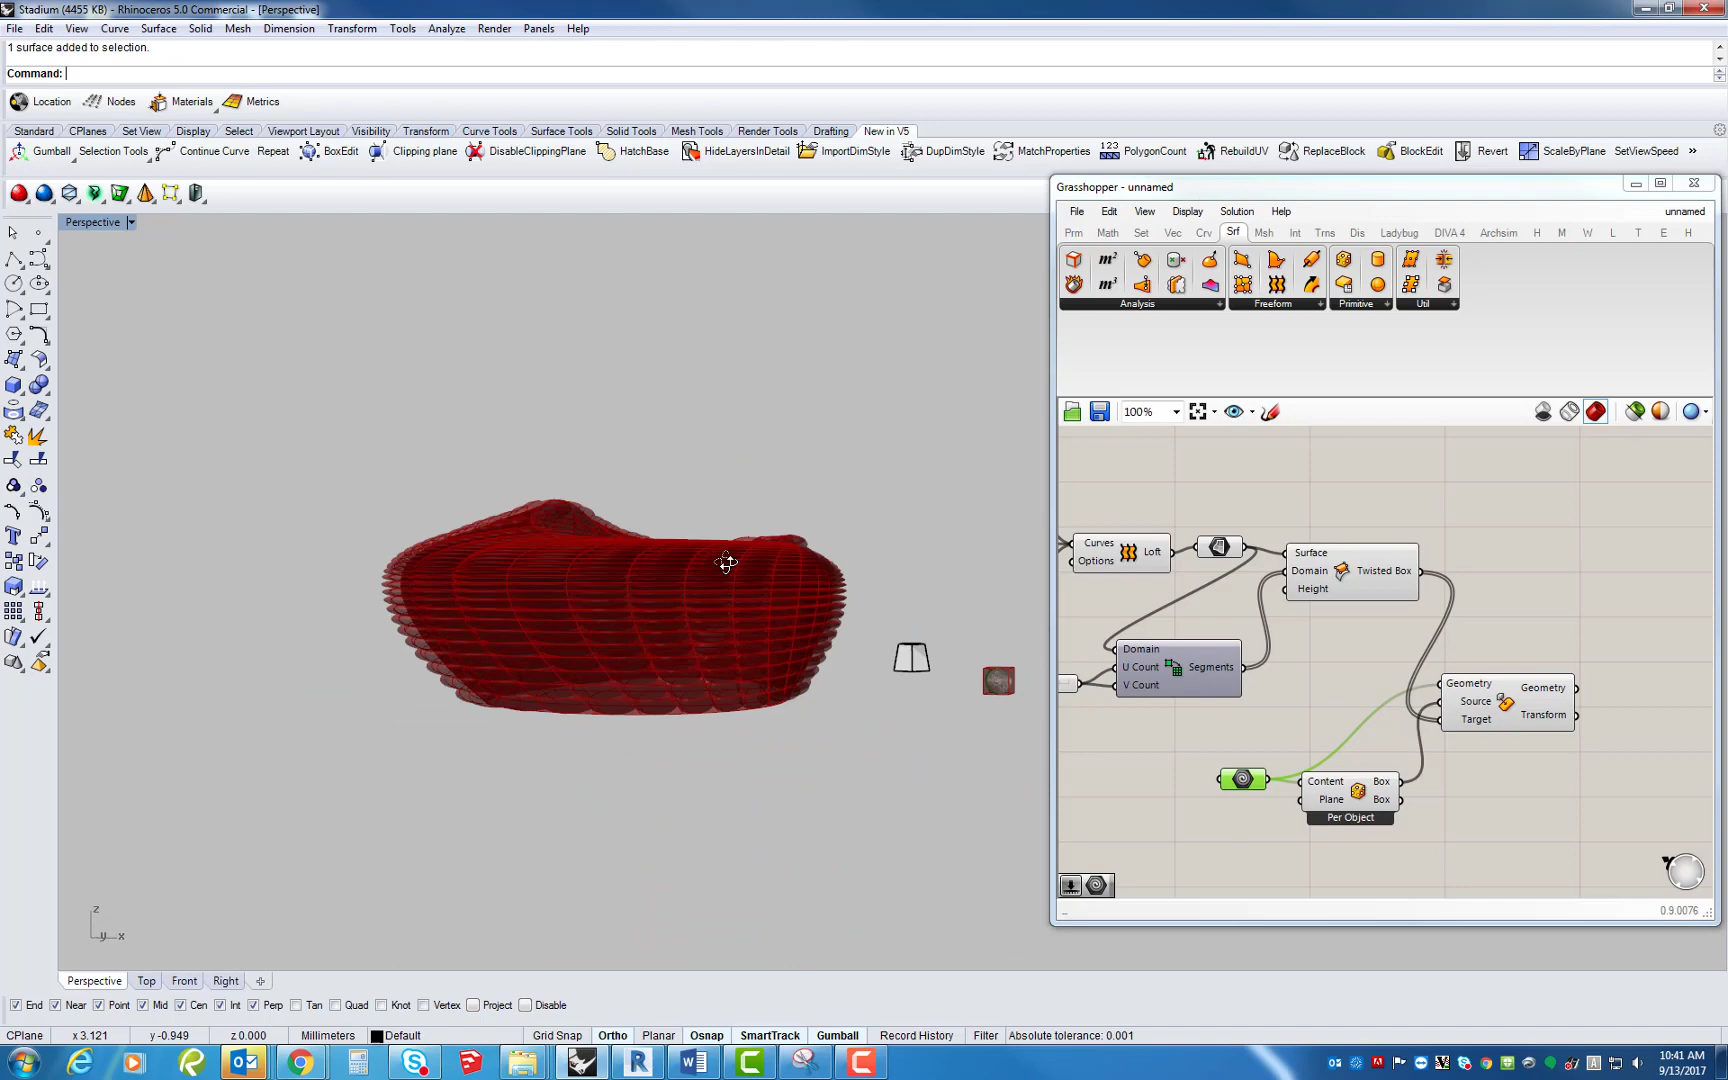 Stadium (4455 KB) - Rhinoceros 5.0 Commercial - [Perspective]
File Edit View Curve Surface Solid Mesh Dimension Transform Tools Analyze Render Panels Help
1 surface added to selection.
Command:
Location Nodes Materials Metrics
Standard CPlanes Set View Display Select Viewport Layout Visibility Transform Curve Tools Surface Tools Solid Tools Mesh Tools Render Tools Drafting New in V5
Gumball Selection Tools Continue Curve Repeat BoxEdit Clipping plane DisableClippingPlane HatchBase HideLayersInDetail ImportDimStyle DupDimStyle MatchProperties PolygonCount RebuildUV ReplaceBlock BlockEdit Revert ScaleByPlane SetViewSpeed »
Perspective
Grasshopper - unnamed
File Edit View Display Solution Help unnamed
Prm Math Set Vec Crv Srf Msh Int Trns Dis Ladybug DIVA 4 Archsim H M W L T E H
m²
m³
Analysis Freeform Primitive Util
100%
Curves
Options
Loft
Surface
Domain
Height
Twisted Box
Domain
U Count
V Count
Segments
Geometry
Source
Target
Geometry
Transform
Content
Plane
Box
Box
Per Object
0.9.0076
z
y x
Perspective Top Front Right
End Near Point Mid Cen Int Perp Tan Quad Knot Vertex Project Disable
CPlane x 3.121 y -0.949 z 0.000 Millimeters Default Grid Snap Ortho Planar Osnap SmartTrack Gumball Record History Filter Absolute tolerance: 0.001
10:41 AM
9/13/2017